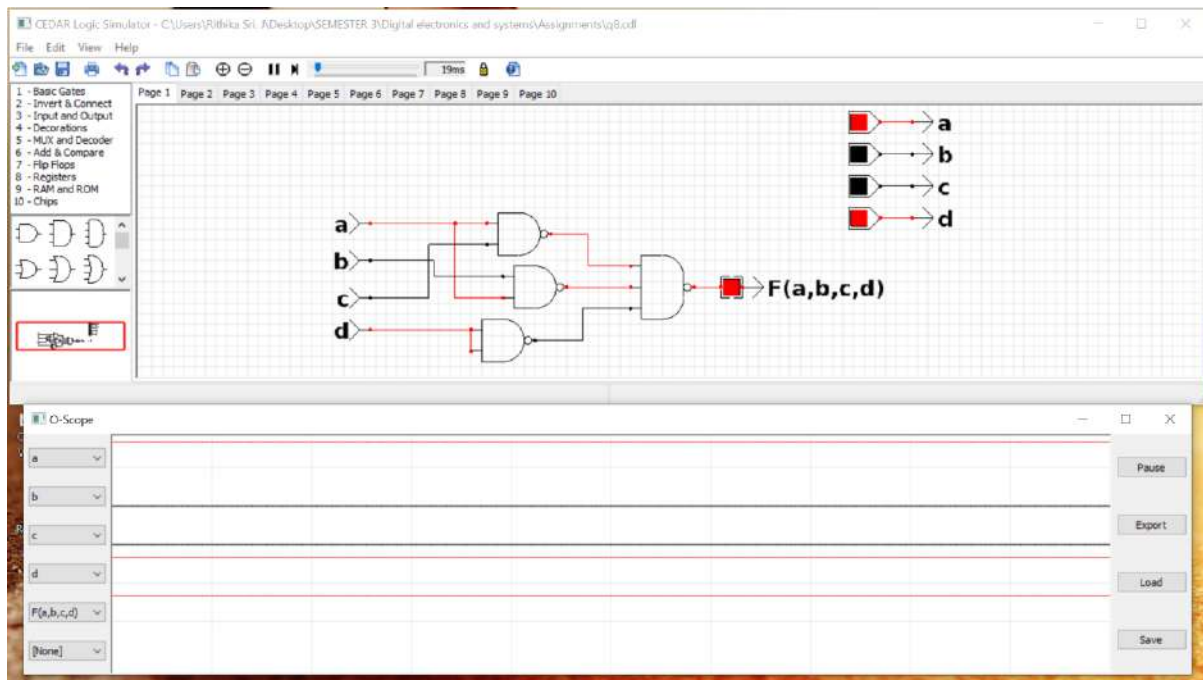 CEDAR Logic Simulator - C:\Users\Rithika Sri. J\Desktop\SEMESTER 3\Digital electronics and systems\Assignments\q8.cdl
File Edit View Help
19ms
1 - Basic Gates
2 - Invert & Connect
3 - Input and Output
4 - Decorations
5 - MUX and Decoder
6 - Add & Compare
7 - Flip Flops
8 - Registers
9 - RAM and ROM
10 - Chips
Page 1 Page 2 Page 3 Page 4 Page 5 Page 6 Page 7 Page 8 Page 9 Page 10
a
b
c
d
a
b
c
d
F(a,b,c,d)
O-Scope
a
b
c
d
F(a,b,c,d)
[None]
Pause
Export
Load
Save